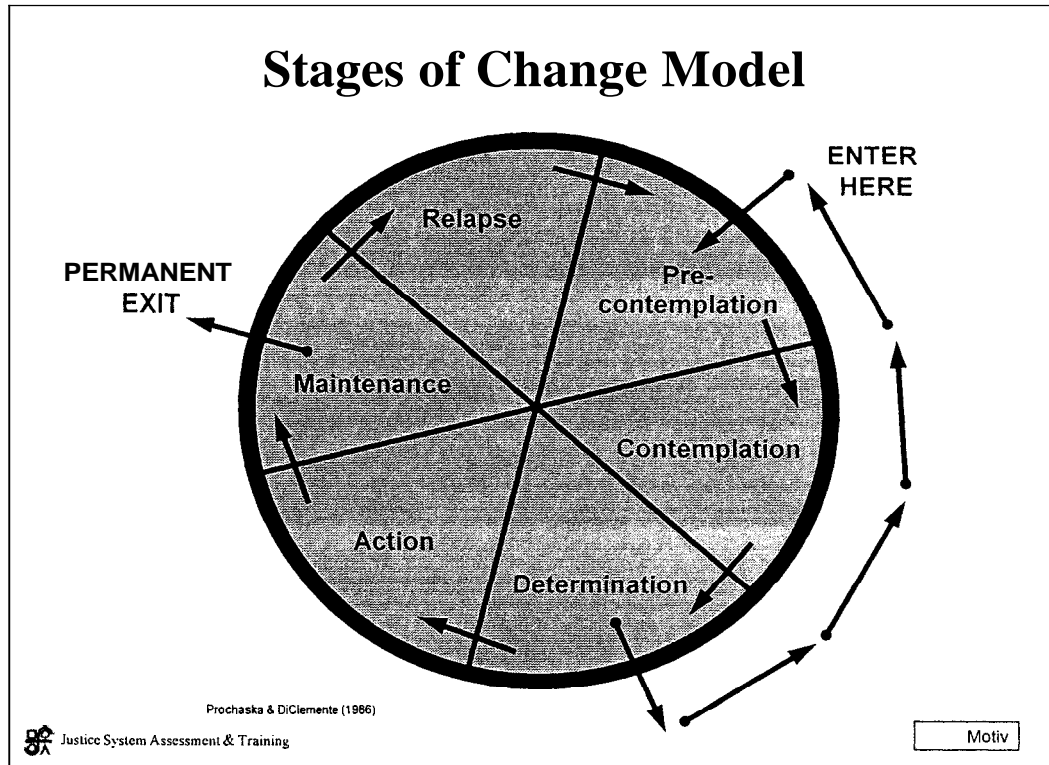 Stages of Change Model
ENTER
HERE
Relapse
Pre-
contemplation
PERMANENT
EXIT
Maintenance
Contemplation
Action
Determination
Prochaska & DiClemente (1986)
Justice System Assessment & Training
Motiv